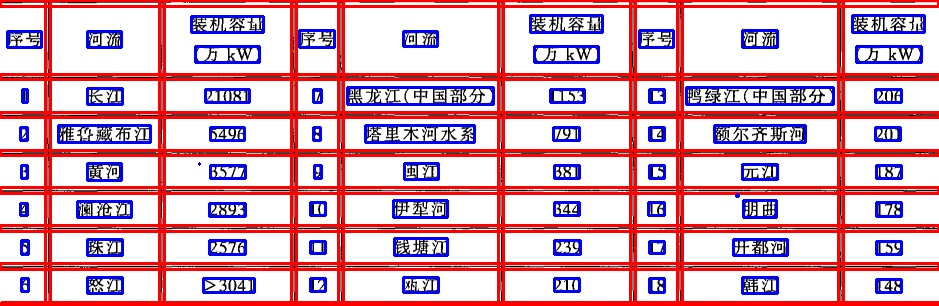 序号 河流 装机容量 序号 河流 装机容量 序号 河流 装机容量
万 kW 万 kW 万 kW
1 长江 21081 7 黑龙江(中国部分) 1153 13 鸭绿江(中国部分) 206
2 雅鲁藏布江 8 塔里木河水系 791 14 额尔齐斯河 201
3 黄河 3577 9 闽江 15 元江 187
4 澜沧江 2893 10 伊犁河 344 16 朋曲 178
5 珠江 2576 11 钱塘江 239 17 开都河 159
6 怒江 >3041 12 瓯江 210 18 韩江 148